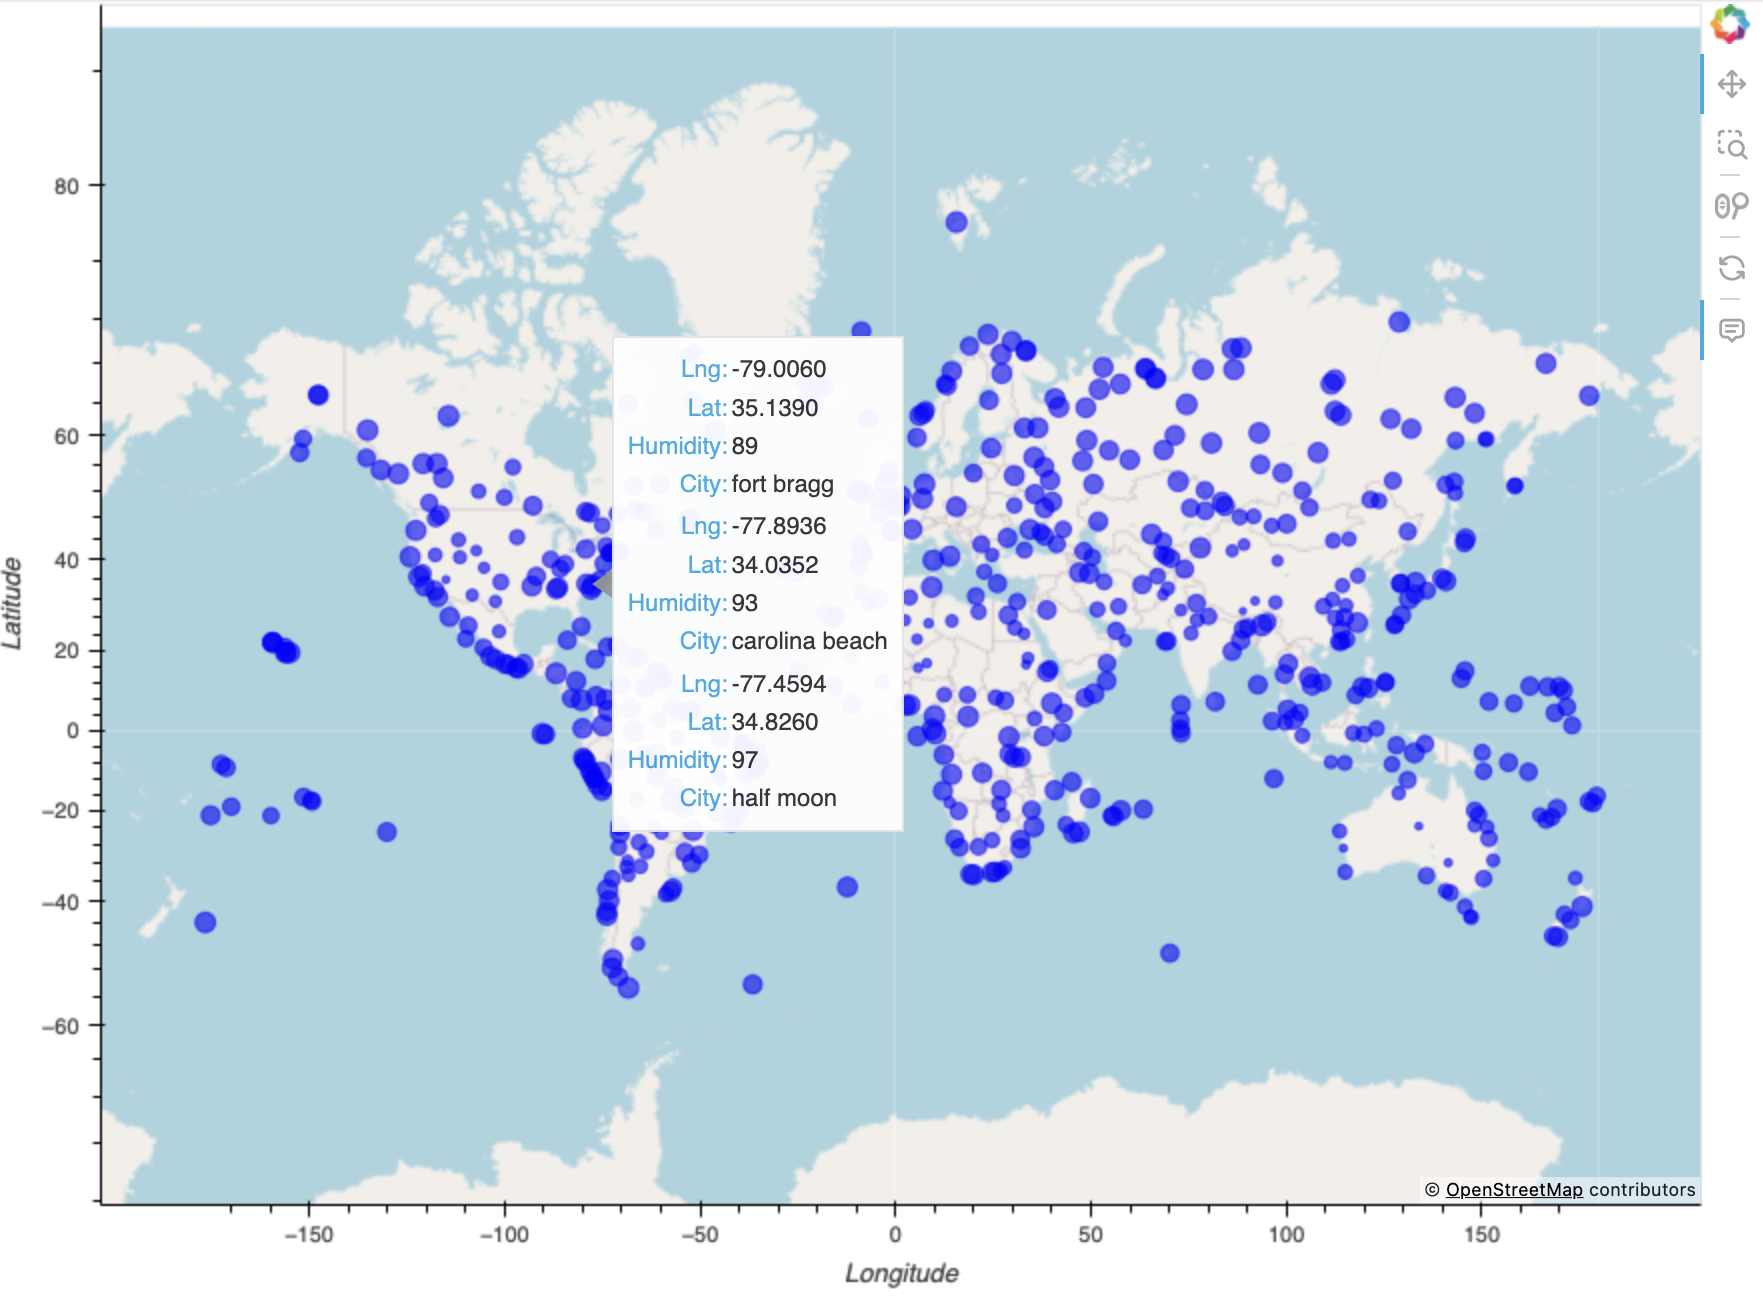 Latitude
80
60
40
20
0
−20
−40
−60
Lng: -79.0060
Lat: 35.1390
Humidity: 89
City: fort bragg
Lng: -77.8936
Lat: 34.0352
Humidity: 93
City: carolina beach
Lng: -77.4594
Lat: 34.8260
Humidity: 97
City: half moon
© OpenStreetMap contributors
−150 −100 −50 0 50 100 150
Longitude